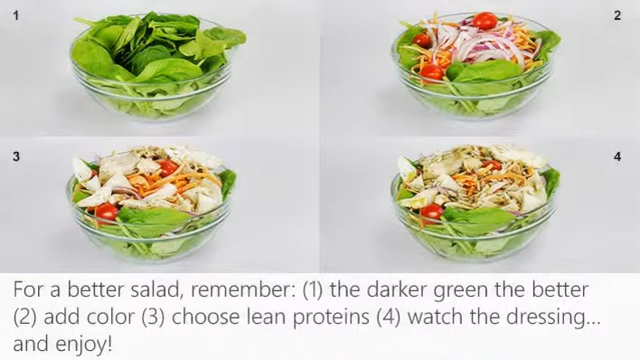 1
2
3
4
For a better salad, remember: (1) the darker green the better
(2) add color (3) choose lean proteins (4) watch the dressing...
and enjoy!